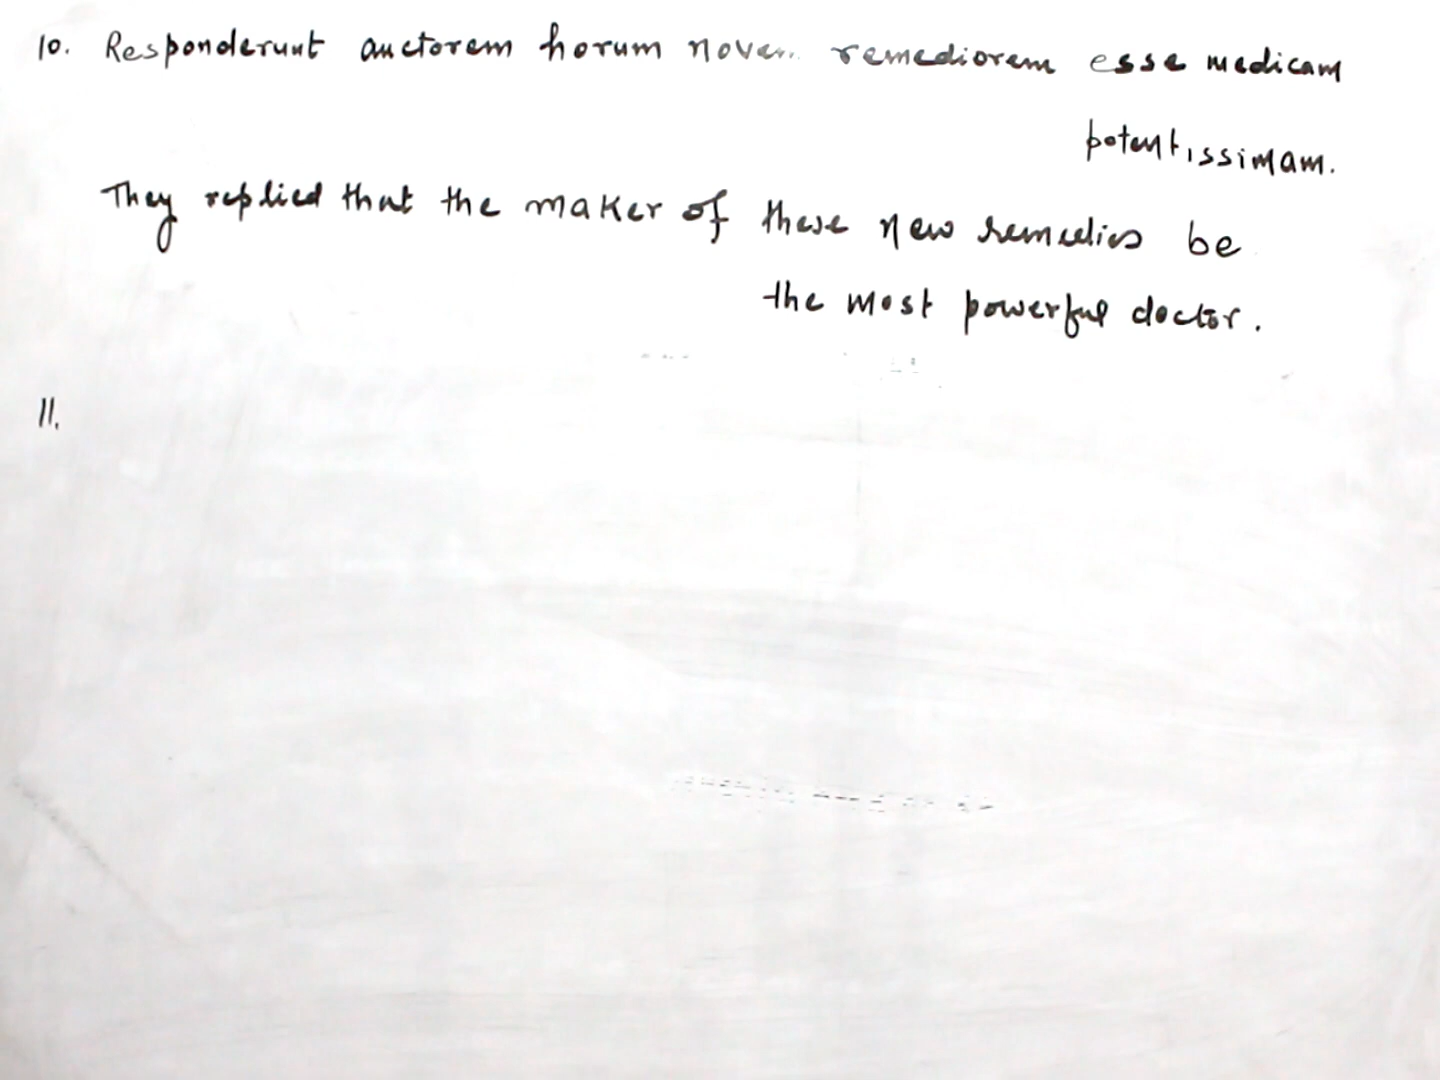 10. Responderunt auctorem horum remediorem esse medicam
potentissimam.
They replied that the maker of these new remedies be
the most powerful doctor.
11.